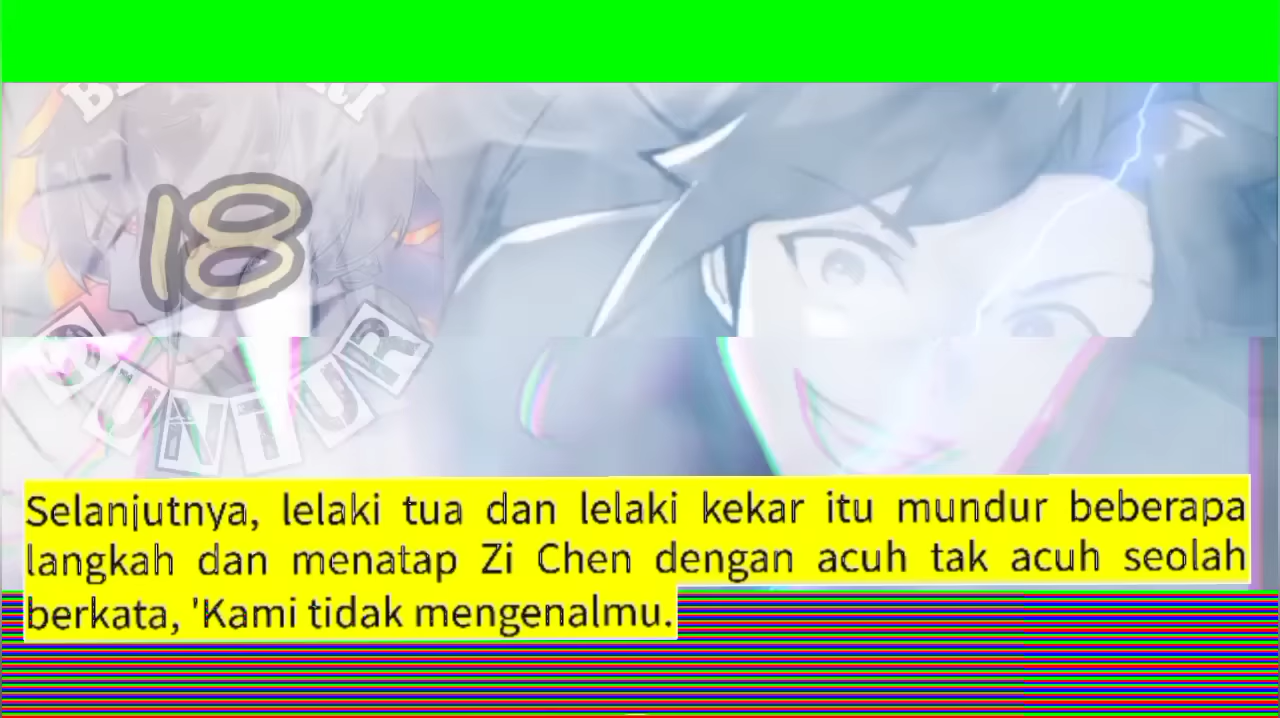 18
UNTUR
Selanjutnya, lelaki tua dan lelaki kekar itu mundur beberapa
langkah dan menatap Zi Chen dengan acuh tak acuh seolah
berkata, 'Kami tidak mengenalmu.